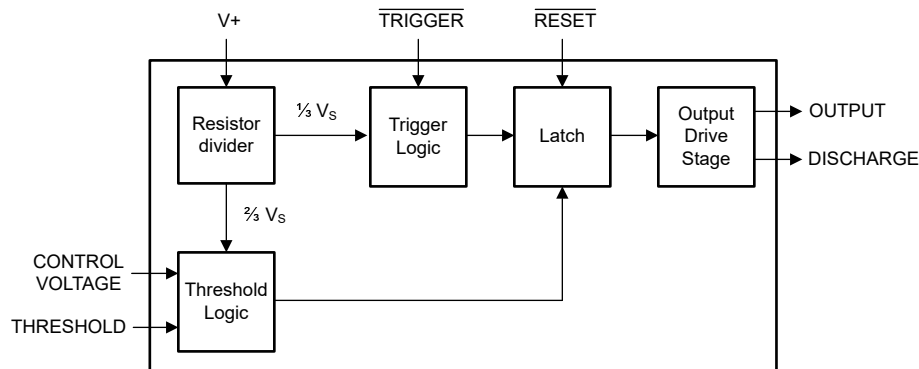 V+
TRIGGER
RESET
Resistor
divider
⅓ VS
Trigger
Logic
Latch
Output
Drive
Stage
OUTPUT
DISCHARGE
⅔ VS
CONTROL
VOLTAGE
THRESHOLD
Threshold
Logic